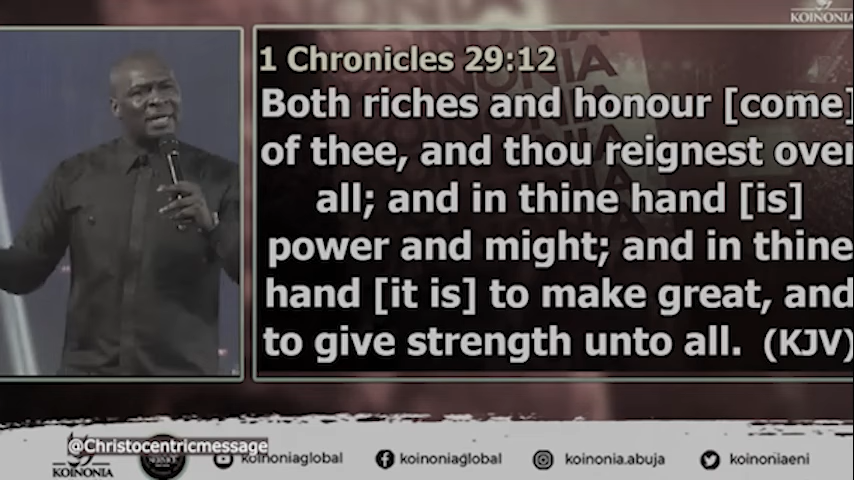 KOINONIA
1 Chronicles 29:12
Both riches and honour [come]
of thee, and thou reignest over
all; and in thine hand [is]
power and might; and in thine
hand [it is] to make great, and
to give strength unto all. (KJV)
@Christocentricmessage
KOINONIA
koinoniaglobal
koinoniaglobal
koinonia.abuja
koinoniaeni